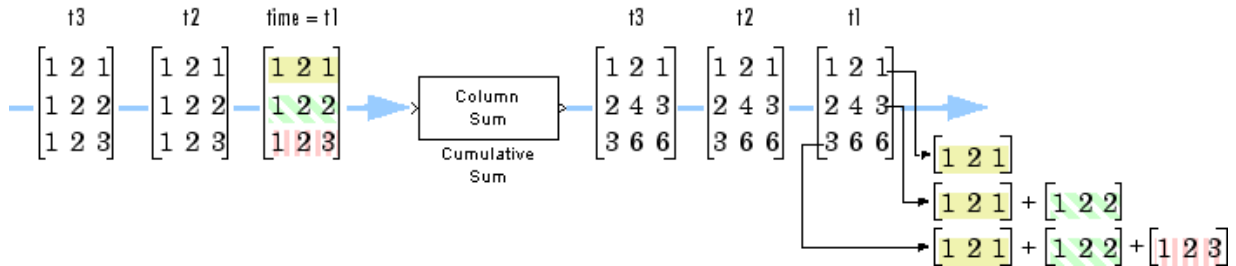 t3 t2 time = t1 t3 t2 t1
[1 2 1] [1 2 1] [1 2 1] [1 2 1] [1 2 1] [1 2 1]
[1 2 2] [1 2 2] [1 2 2] Column Sum [2 4 3] [2 4 3] [2 4 3]
[1 2 3] [1 2 3] [1 2 3] [3 6 6] [3 6 6] [3 6 6]
Cumulative
Sum
[1 2 1]
[1 2 1] + [1 2 2]
[1 2 1] + [1 2 2] + [1 2 3]